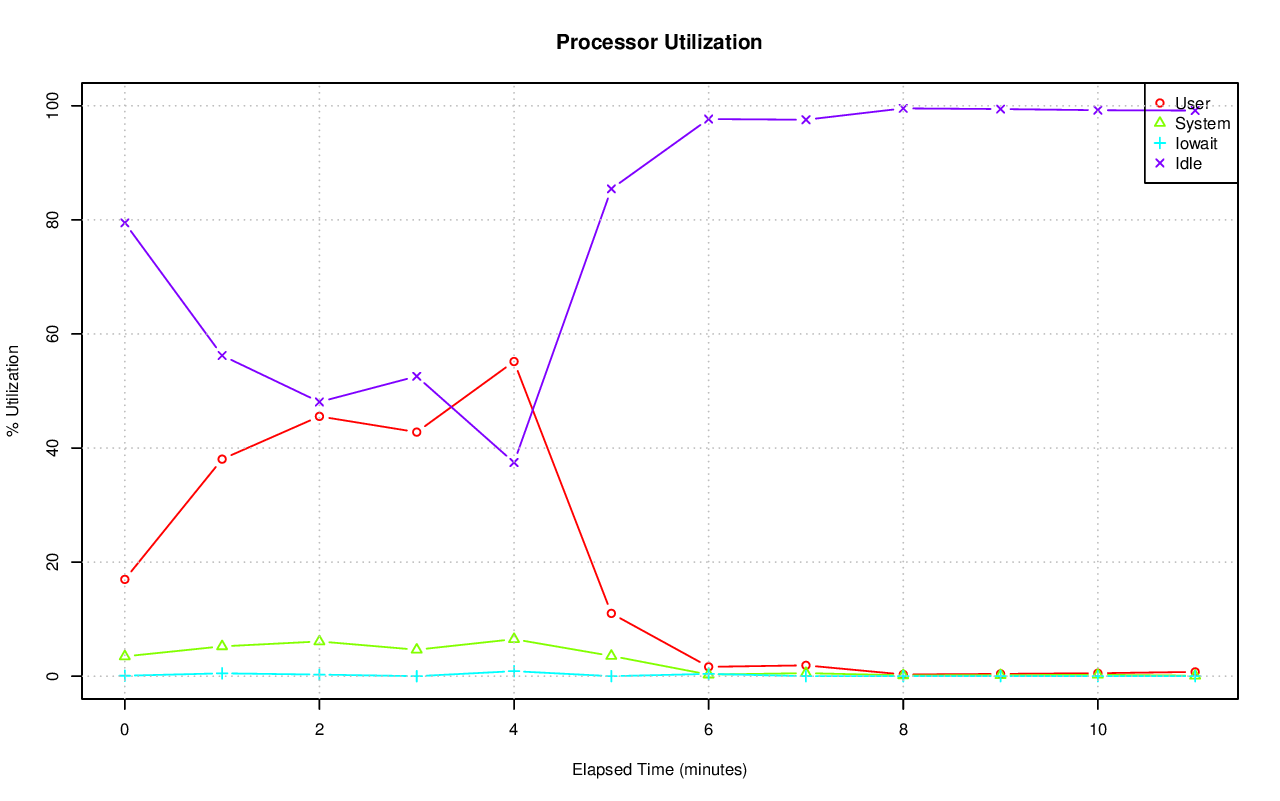 Processor Utilization
% Utilization
100
80
60
40
20
0
User
System
Iowait
Idle
0 2 4 6 8 10
Elapsed Time (minutes)